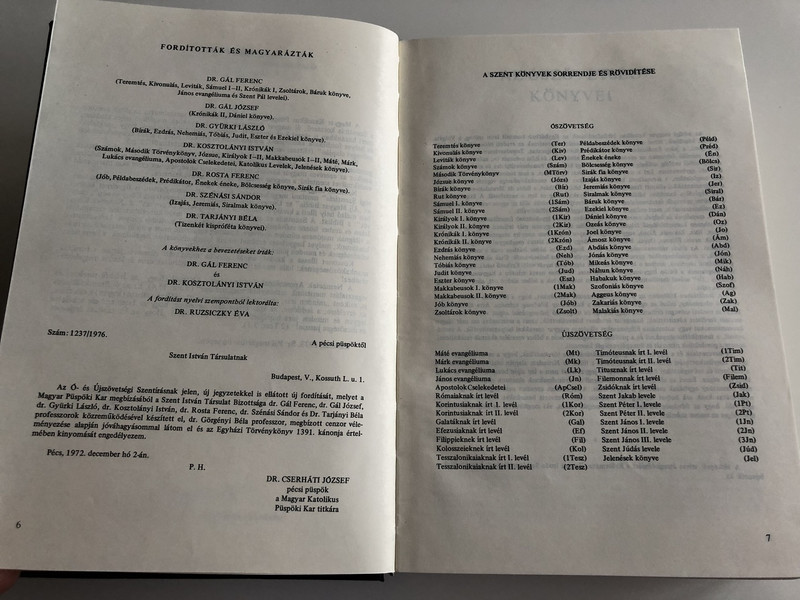 FORDÍTOTTÁK ÉS MAGYARÁZTÁK
DR. GÁL FERENC
(Teremtés, Kivonulás, Leviták, Sámuel I—II, Krónikák I, Zsoltárok, Báruk könyve,
János evangéliuma és Szent Pál levelei).
DR. GÁL JÓZSEF
(Krónikák II, Dániel könyve).
DR. GYÜRKI LÁSZLÓ
(Bírák, Ezdrás, Nehemiás, Tóbiás, Judit, Eszter és Ezekiel könyve).
DR. KOSZTOLÁNYI ISTVÁN
(Számok, Második Törvénykönyv, Józsue, Királyok I—II, Makkabeusok I—II, Máté, Márk,
Lukács evangéliuma, Apostolok Cselekedetei, Katolikus Levelek, Jelenések könyve).
DR. ROSTA FERENC
(Jób, Példabeszédek, Prédikátor, Énekek éneke, Bölcsesség könyve, Sirák fia könyve).
DR. SZÉNÁSI SÁNDOR
(Izajás, Jeremiás, Siralmak könyve).
DR. TARJÁNYI BÉLA
(Tizenkét kispróféta könyvei).
A könyvekhez a bevezetéseket írták:
DR. GÁL FERENC
és
DR. KOSZTOLÁNYI ISTVÁN
A fordítást nyelvi szempontból lektorálta:
DR. RUZSICZKY ÉVA
Szám: 1237/1976.
A pécsi püspöktől
Szent István Társulatnak
Budapest, V., Kossuth L. u. 1.
Az Ó- és Újszövetségi Szentírásnak jelen, új jegyzetekkel is ellátott új fordítását, melyet a
Magyar Püspöki Kar megbízásából a Szent István Társulat Bizottsága dr. Gál Ferenc, dr. Gál József,
dr. Gyürki László, dr. Kosztolányi István, dr. Rosta Ferenc, dr. Szénási Sándor és Dr. Tarjányi Béla
professzorok közreműködésével készített el, dr. Görgényi Béla professzor, megbízott cenzor véle-
ményezése alapján jóváhagyásommal látom el és az Egyházi Törvénykönyv 1391. kánonja értel-
mében kinyomását engedélyezem.
Pécs, 1972. december hó 2-án.
P. H.
DR. CSERHÁTI JÓZSEF
pécsi püspök
a Magyar Katolikus
Püspöki Kar titkára
6
A SZENT KÖNYVEK SORRENDJE ÉS RÖVIDÍTÉSE
ÓSZÖVETSÉG
Teremtés könyve (Ter) Példabeszédek könyve (Péld)
Kivonulás könyve (Kiv) Prédikátor könyve (Préd)
Leviták könyve (Lev) Énekek éneke (Én)
Számok könyve (Szám) Bölcsesség könyve (Bölcs)
Második Törvénykönyv (MTörv) Sirák fia könyve (Sir)
Józsue könyve (Józs) Izajás könyve (Iz)
Bírák könyve (Bír) Jeremiás könyve (Jer)
Rut könyve (Rut) Siralmak könyve (Siral)
Sámuel I. könyve (1Sám) Báruk könyve (Bár)
Sámuel II. könyve (2Sám) Ezekiel könyve (Ez)
Királyok I. könyve (1Kir) Dániel könyve (Dán)
Királyok II. könyve (2Kir) Ozeás könyve (Oz)
Krónikák I. könyve (1Krón) Joel könyve (Jo)
Krónikák II. könyve (2Krón) Ámosz könyve (Ám)
Ezdrás könyve (Ezd) Abdiás könyve (Abd)
Nehemiás könyve (Neh) Jónás könyve (Jón)
Tóbiás könyve (Tób) Mikeás könyve (Mik)
Judit könyve (Jud) Náhun könyve (Náh)
Eszter könyve (Esz) Habakuk könyve (Hab)
Makkabeusok I. könyve (1Mak) Szofoniás könyve (Szof)
Makkabeusok II. könyve (2Mak) Aggeus könyve (Ag)
Jób könyve (Jób) Zakariás könyve (Zak)
Zsoltárok könyve (Zsolt) Malakiás könyve (Mal)
ÚJSZÖVETSÉG
Máté evangéliuma (Mt) Timóteusnak írt I. levél (1Tim)
Márk evangéliuma (Mk) Timóteusnak írt II. levél (2Tim)
Lukács evangéliuma (Lk) Titusznak írt levél (Tit)
János evangéliuma (Jn) Filemonnak írt levél (Filem)
Apostolok Cselekedetei (ApCsel) Zsidóknak írt levél (Zsid)
Rómaiaknak írt levél (Róm) Szent Jakab levele (Jak)
Korintusiaknak írt I. levél (1Kor) Szent Péter I. levele (1Pt)
Korintusiaknak írt II. levél (2Kor) Szent Péter II. levele (2Pt)
Galatáknak írt levél (Gal) Szent János I. levele (1Jn)
Efezusiaknak írt levél (Ef) Szent János II. levele (2Jn)
Filippieknek írt levél (Fil) Szent János III. levele (3Jn)
Kolosszeieknek írt levél (Kol) Szent Júdás levele (Júd)
Tesszalonikaiaknak írt I. levél (1Tesz) Jelenések könyve (Jel)
Tesszalonikaiaknak írt II. levél (2Tesz)
7